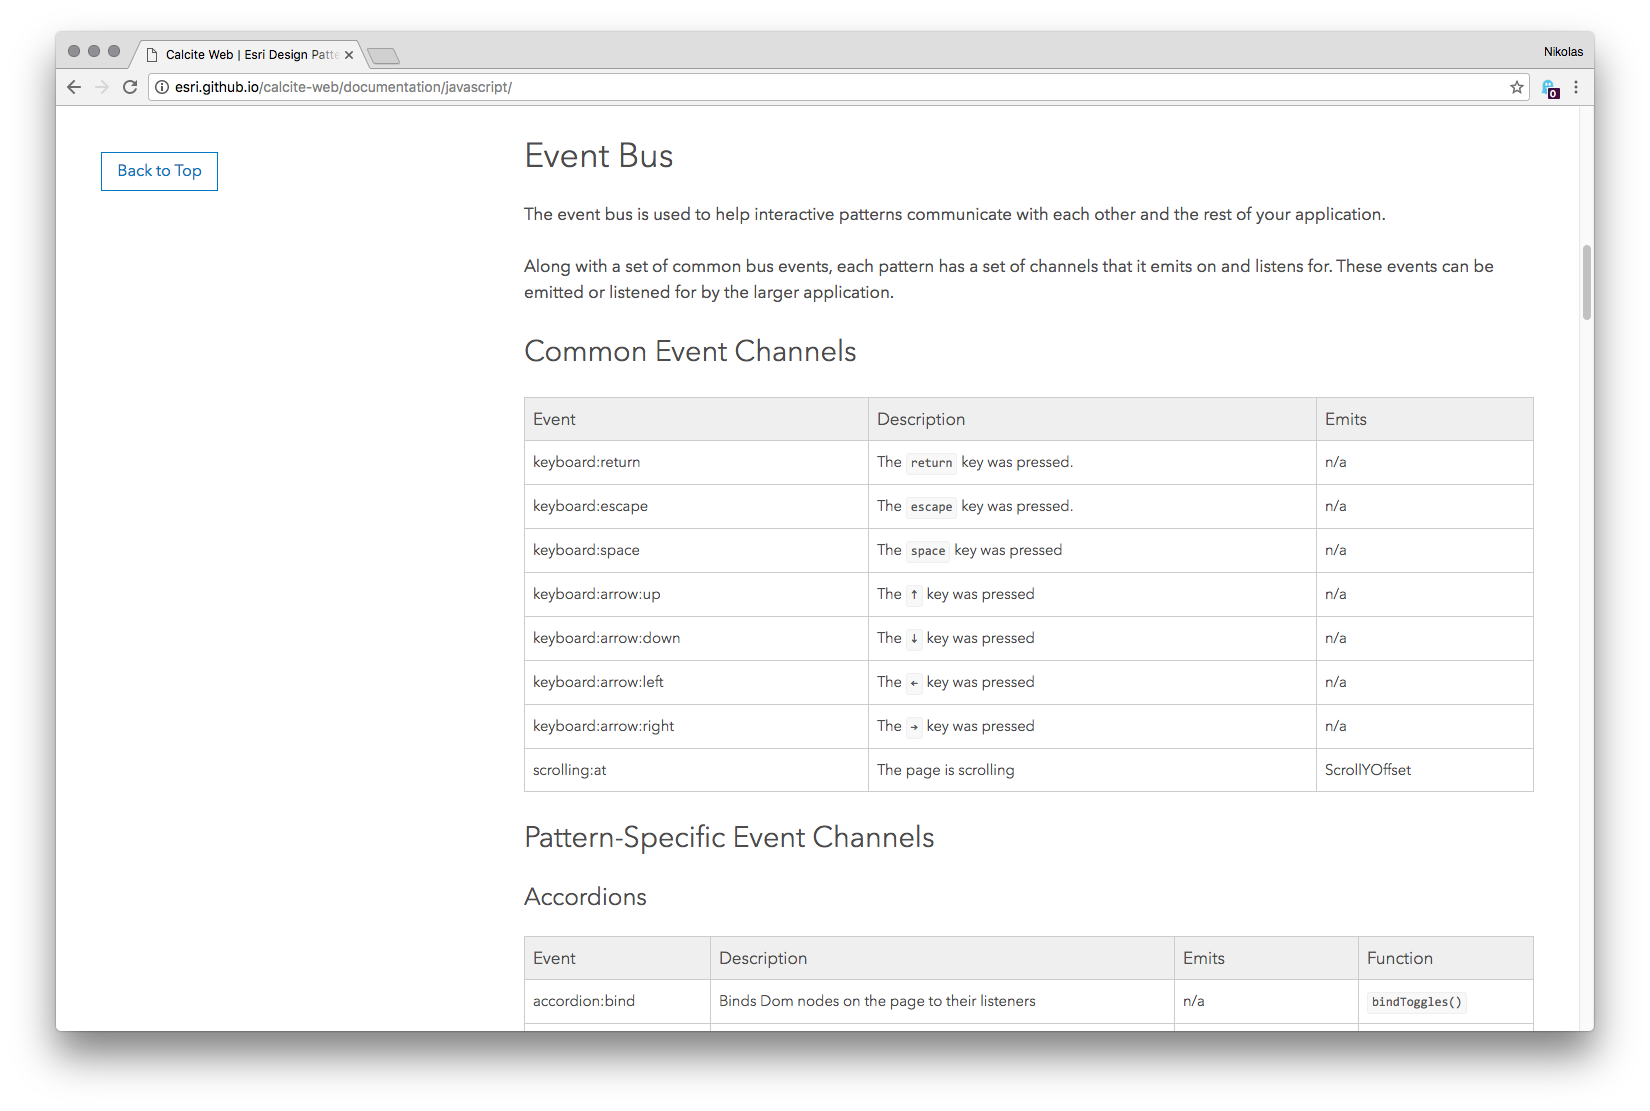 Calcite Web | Esri Design Patte
Nikolas
esri.github.io/calcite-web/documentation/javascript/
0
Back to Top
Event Bus
The event bus is used to help interactive patterns communicate with each other and the rest of your application.
Along with a set of common bus events, each pattern has a set of channels that it emits on and listens for. These events can be
emitted or listened for by the larger application.
Common Event Channels
Event Description Emits
keyboard:return The return key was pressed. n/a
keyboard:escape The escape key was pressed. n/a
keyboard:space The space key was pressed n/a
keyboard:arrow:up The ↑ key was pressed n/a
keyboard:arrow:down The ↓ key was pressed n/a
keyboard:arrow:left The ← key was pressed n/a
keyboard:arrow:right The → key was pressed n/a
scrolling:at The page is scrolling ScrollYOffset
Pattern-Specific Event Channels
Accordions
Event Description Emits Function
accordion:bind Binds Dom nodes on the page to their listeners n/a bindToggles()